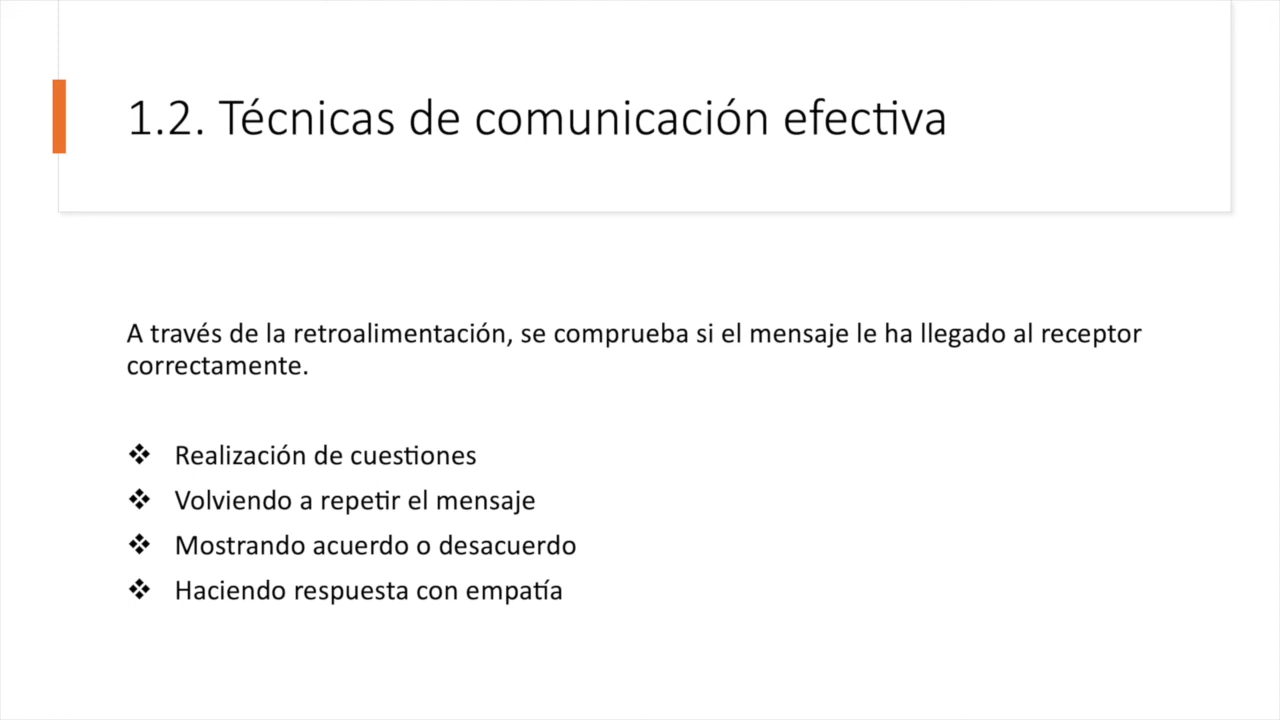 1.2. Técnicas de comunicación efectiva
A través de la retroalimentación, se comprueba si el mensaje le ha llegado al receptor
correctamente.
❖ Realización de cuestiones
❖ Volviendo a repetir el mensaje
❖ Mostrando acuerdo o desacuerdo
❖ Haciendo respuesta con empatía